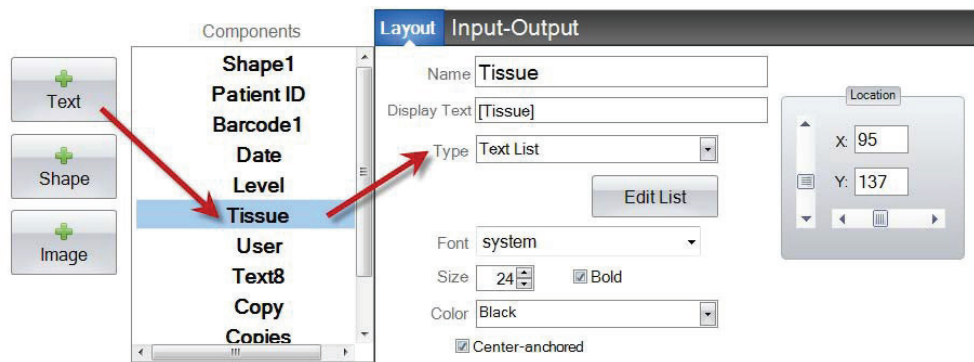 Components
Text
Shape
Image
Shape1
Patient ID
Barcode1
Date
Level
Tissue
User
Text8
Copy
Copies
Layout Input-Output
Name Tissue
Display Text [Tissue]
Type Text List
Edit List
Font system
Size 24 Bold
Color Black
Center-anchored
Location
X: 95
Y: 137